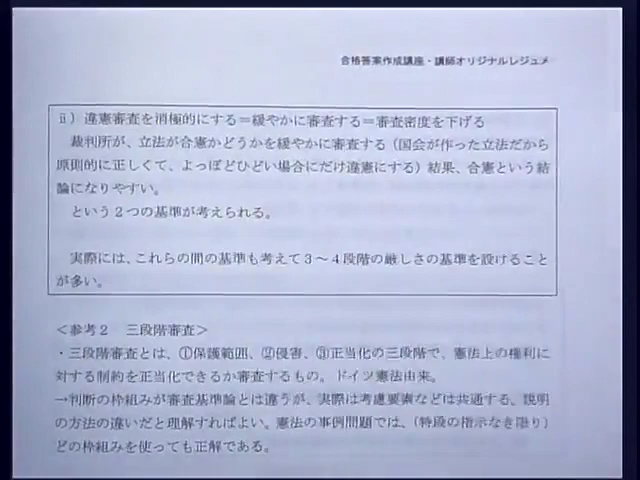 合格答案作成講座・講師オリジナルレジュメ
ⅱ）違憲審査を消極的にする＝緩やかに審査する＝審査密度を下げる
裁判所が、立法が合憲かどうかを緩やかに審査する（国会が作った立法だから
原則的に正しくて、よっぽどひどい場合にだけ違憲にする）結果、合憲という結
論になりやすい。
という２つの基準が考えられる。
実際には、これらの間の基準も考えて３～４段階の厳しさの基準を設けること
が多い。
＜参考２　三段階審査＞
・三段階審査とは、①保護範囲、②侵害、③正当化の三段階で、憲法上の権利に
対する制約を正当化できるか審査するもの。ドイツ憲法由来。
→判断の枠組みが審査基準論とは違うが、実際は考慮要素などは共通する、説明
の方法の違いだと理解すればよい。憲法の事例問題では、（特段の指示なき限り）
どの枠組みを使っても正解である。